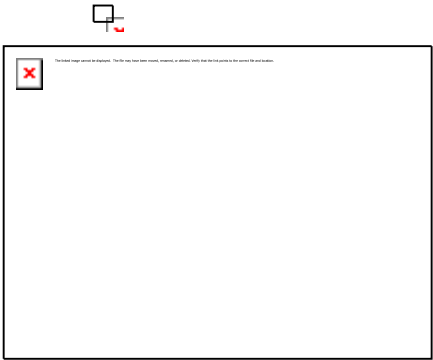 The linked image cannot be displayed. The file may have been moved, renamed, or deleted. Verify that the link points to the correct file and location.